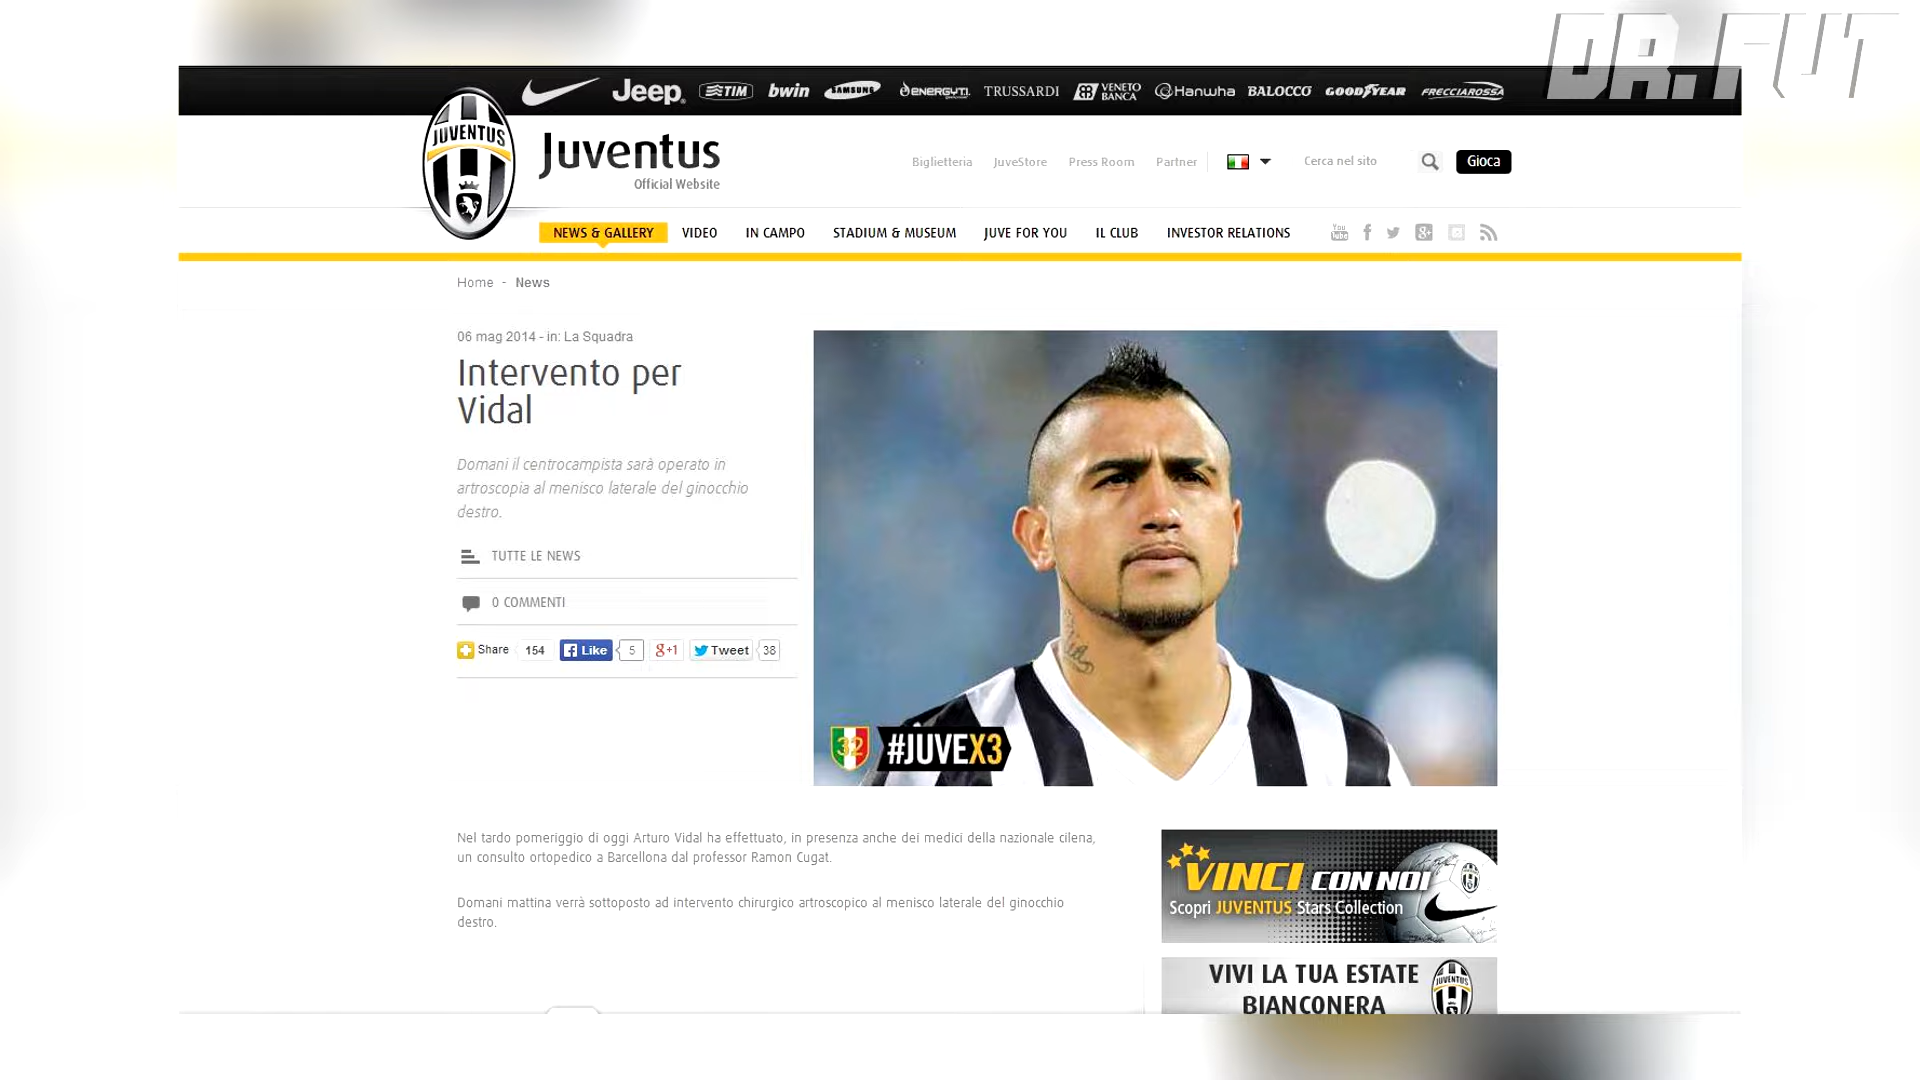 DR.FUT
Jeep
TIM
bwin
SAMSUNG
ENERGYTI.
TRUSSARDI
VENETO
BANCA
Hanwha
BALOCCO
GOODYEAR
FRECCIAROSSA
JUVENTUS
Juventus
Official Website
Biglietteria
JuveStore
Press Room
Partner
Cerca nel sito
Gioca
NEWS & GALLERY
VIDEO
IN CAMPO
STADIUM & MUSEUM
JUVE FOR YOU
IL CLUB
INVESTOR RELATIONS
You
Tube
Home - News
06 mag 2014 - in: La Squadra
Intervento per
Vidal
Domani il centrocampista sarà operato in
artroscopia al menisco laterale del ginocchio
destro.
TUTTE LE NEWS
0 COMMENTI
Share 154 Like 5 g+1 Tweet 38
32
#JUVEX3
Nel tardo pomeriggio di oggi Arturo Vidal ha effettuato, in presenza anche dei medici della nazionale cilena,
un consulto ortopedico a Barcellona dal professor Ramon Cugat.
Domani mattina verrà sottoposto ad intervento chirurgico artroscopico al menisco laterale del ginocchio
destro.
VINCI CON NOI
Scopri JUVENTUS Stars Collection
VIVI LA TUA ESTATE
BIANCONERA
JUVENTUS